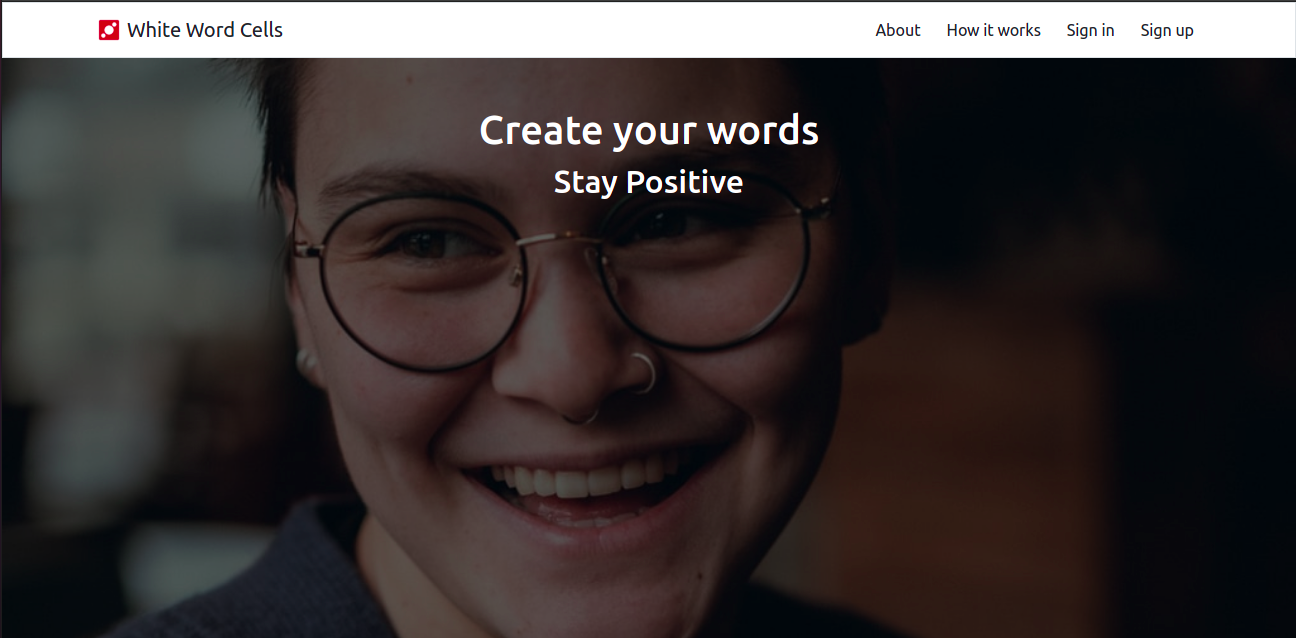 White Word Cells
About
How it works
Sign in
Sign up
Create your words
Stay Positive